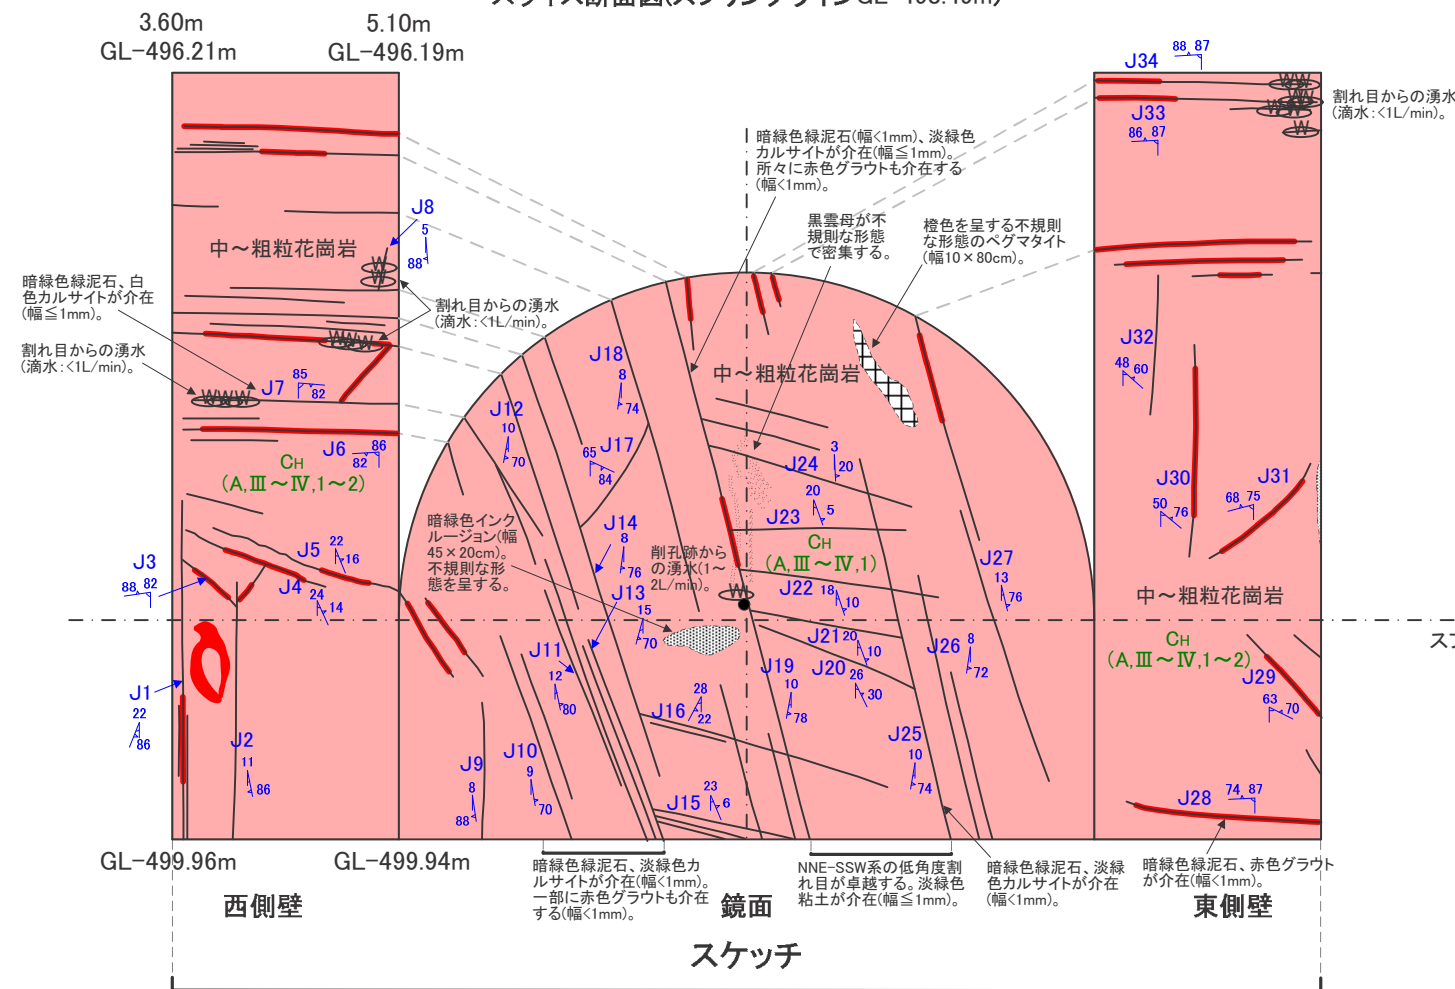 3.60m
GL-496.21m
5.10m
GL-496.19m
J34
88 87
割れ目からの湧水
(滴水:<1L/min)。
J33
86 87
暗緑色緑泥石(幅<1mm)、淡緑色
カルサイトが介在(幅≦1mm)。
所々に赤色グラウトも介在する
(幅<1mm)。
J8
5
88
黒雲母が不
規則な形態
で密集する。
橙色を呈する不規則
な形態のペグマタイト
(幅10×80cm)。
中~粗粒花崗岩
W
W
暗緑色緑泥石、白
色カルサイトが介在
(幅≦1mm)。
割れ目からの湧水
(滴水:<1L/min)。
割れ目からの湧水
(滴水:<1L/min)。
J7
85
82
J18
8
74
中~粗粒花崗岩
J32
48 60
J12
10
70
J6
86
82
J17
65
84
J24
3
20
CH
(A,Ⅲ~Ⅳ,1~2)
J30
50 76
J31
68 75
J23
20
5
暗緑色インク
ルージョン(幅
45×20cm)。
不規則な形
態を呈する。
J14
8
76
削孔跡から
の湧水(1~
2L/min)。
CH
(A,Ⅲ~Ⅳ,1)
J3
88 82
J5
22
16
J4
24
14
J27
13
76
J22
18
10
J13
15
70
中~粗粒花崗岩
J21
20
10
J26
8
72
CH
(A,Ⅲ~Ⅳ,1~2)
J11
12
80
J19
10
78
J20
26
30
J29
63
70
J1
22
86
J16
28
22
J2
11
86
J9
8
88
J10
9
70
J25
10
74
J15
23
6
J28
74 87
GL-499.96m
GL-499.94m
暗緑色緑泥石、淡緑色カ
ルサイトが介在(幅<1mm)。
一部に赤色グラウトも介在
する(幅<1mm)。
NNE-SSW系の低角度割
れ目が卓越する。淡緑色
粘土が介在(幅≦1mm)。
暗緑色緑泥石、淡緑
色カルサイトが介在
(幅<1mm)。
暗緑色緑泥石、赤色グラウト
が介在(幅<1mm)。
西側壁
鏡面
東側壁
スケッチ